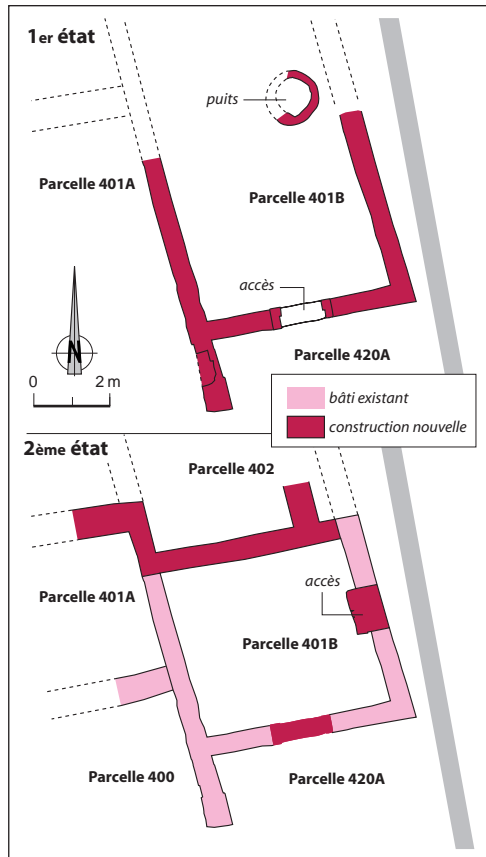 1er état
puits
Parcelle 401A
Parcelle 401B
accès
N
Parcelle 420A
0 2 m
bâti existant
construction nouvelle
2ème état
Parcelle 402
accès
Parcelle 401A
Parcelle 401B
Parcelle 400
Parcelle 420A